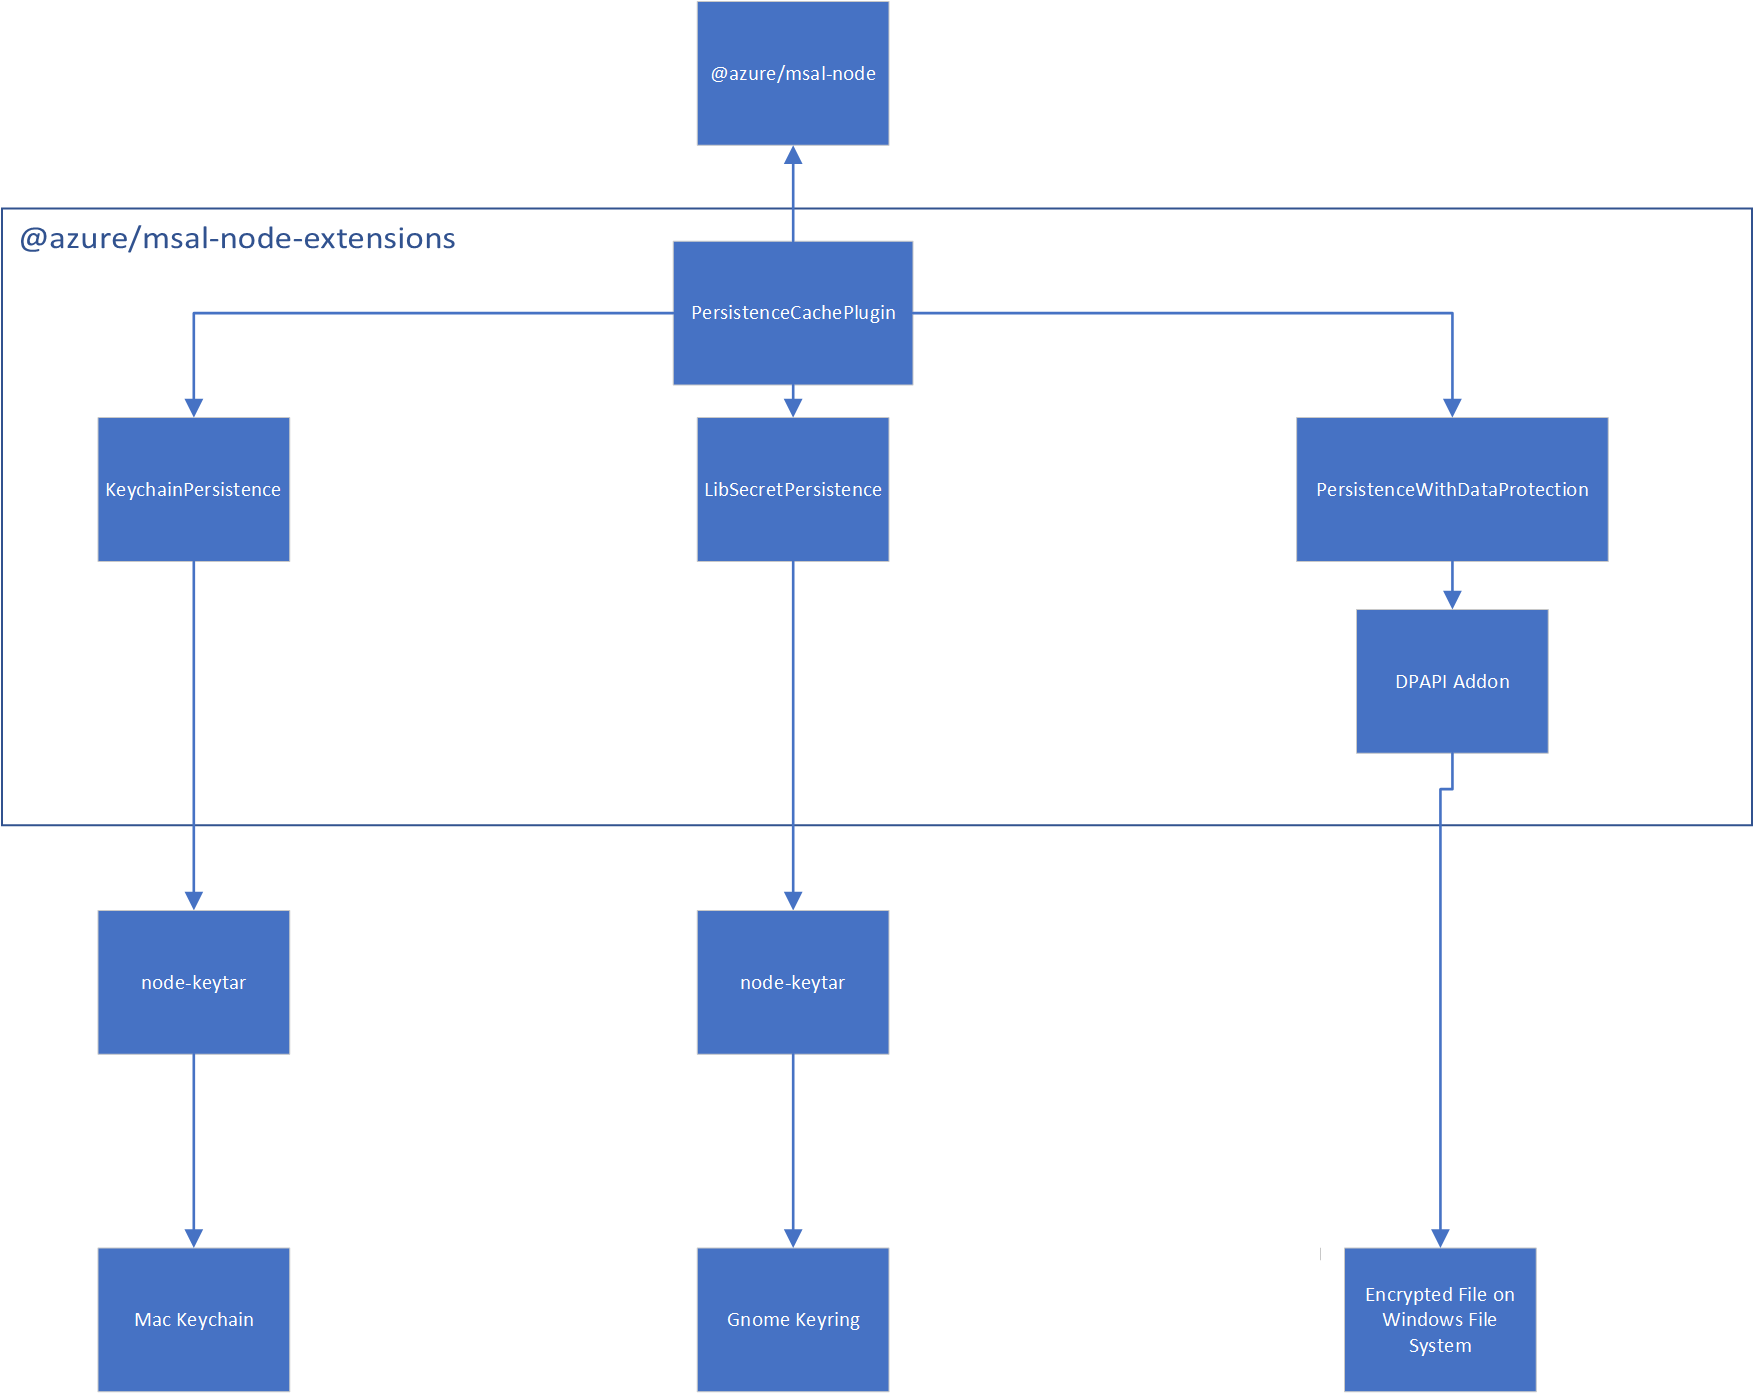 @azure/msal-node
@azure/msal-node-extensions
PersistenceCachePlugin
KeychainPersistence
LibSecretPersistence
PersistenceWithDataProtection
DPAPI Addon
node-keytar
node-keytar
Mac Keychain
Gnome Keyring
Encrypted File on
Windows File
System